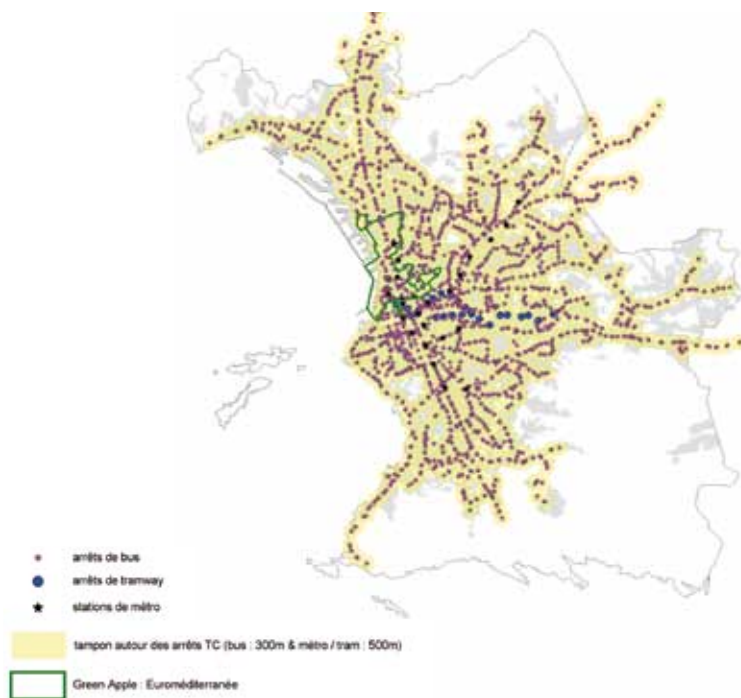 arrêts de bus
arrêts de tramway
stations de métro
tampon autour des arrêts TC (bus : 300m & métro / tram : 500m)
Green Apple : Euroméditerranée